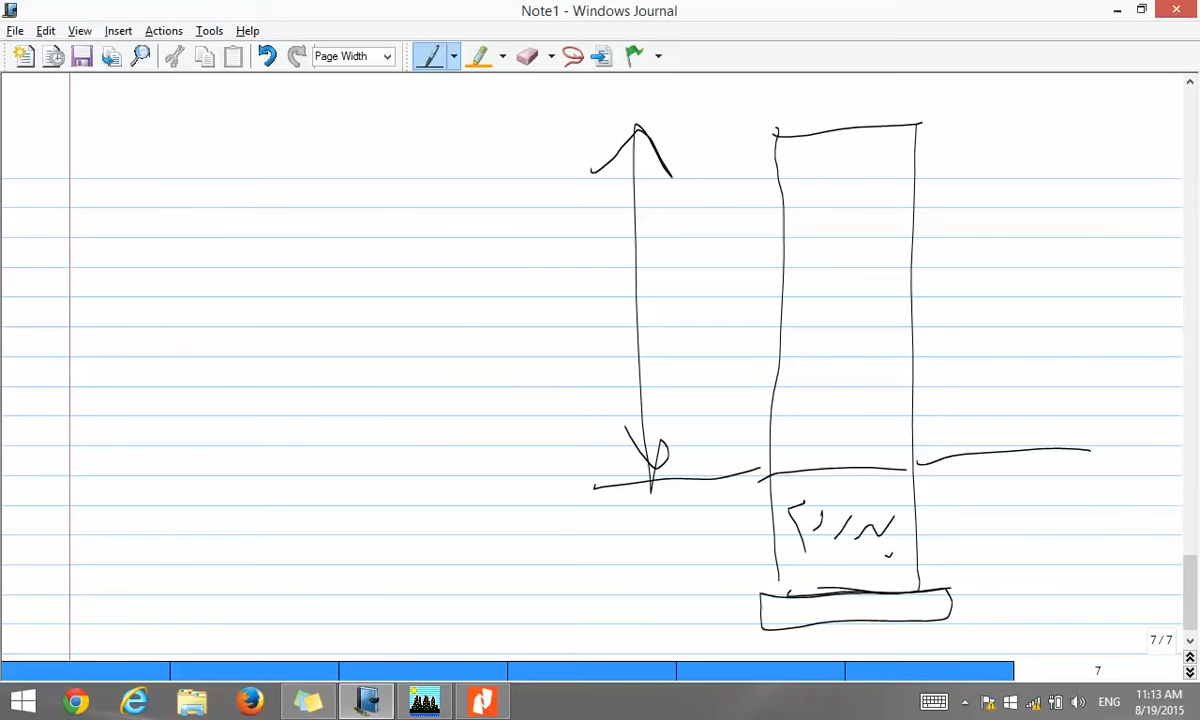 Note1 - Windows Journal
File Edit View Insert Actions Tools Help
Page Width
بدروم
7 / 7
7
ENG
11:13 AM
8/19/2015